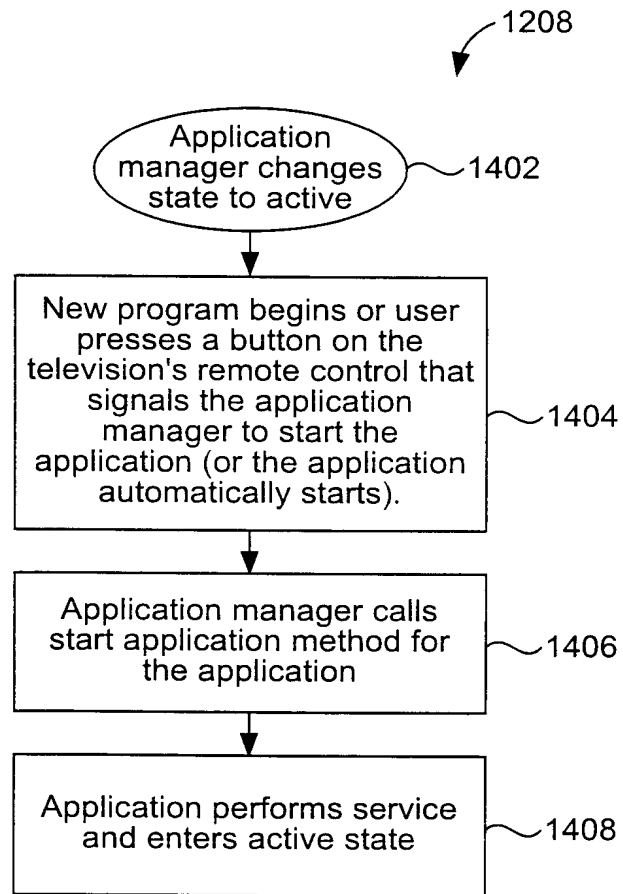 1208
Application
manager changes
state to active
1402
New program begins or user
presses a button on the
television's remote control that
signals the application
manager to start the
application (or the application
automatically starts).
1404
Application manager calls
start application method for
the application
1406
Application performs service
and enters active state
1408